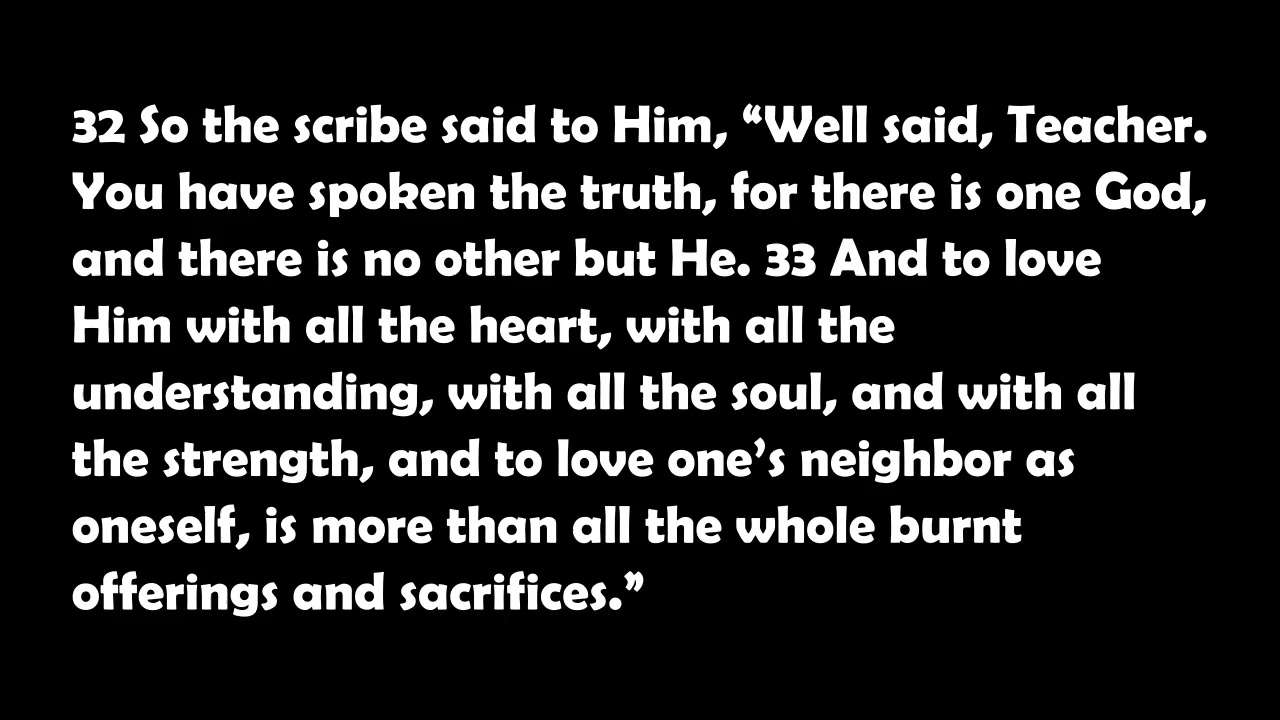 32 So the scribe said to Him, “Well said, Teacher.
You have spoken the truth, for there is one God,
and there is no other but He. 33 And to love
Him with all the heart, with all the
understanding, with all the soul, and with all
the strength, and to love one’s neighbor as
oneself, is more than all the whole burnt
offerings and sacrifices.”